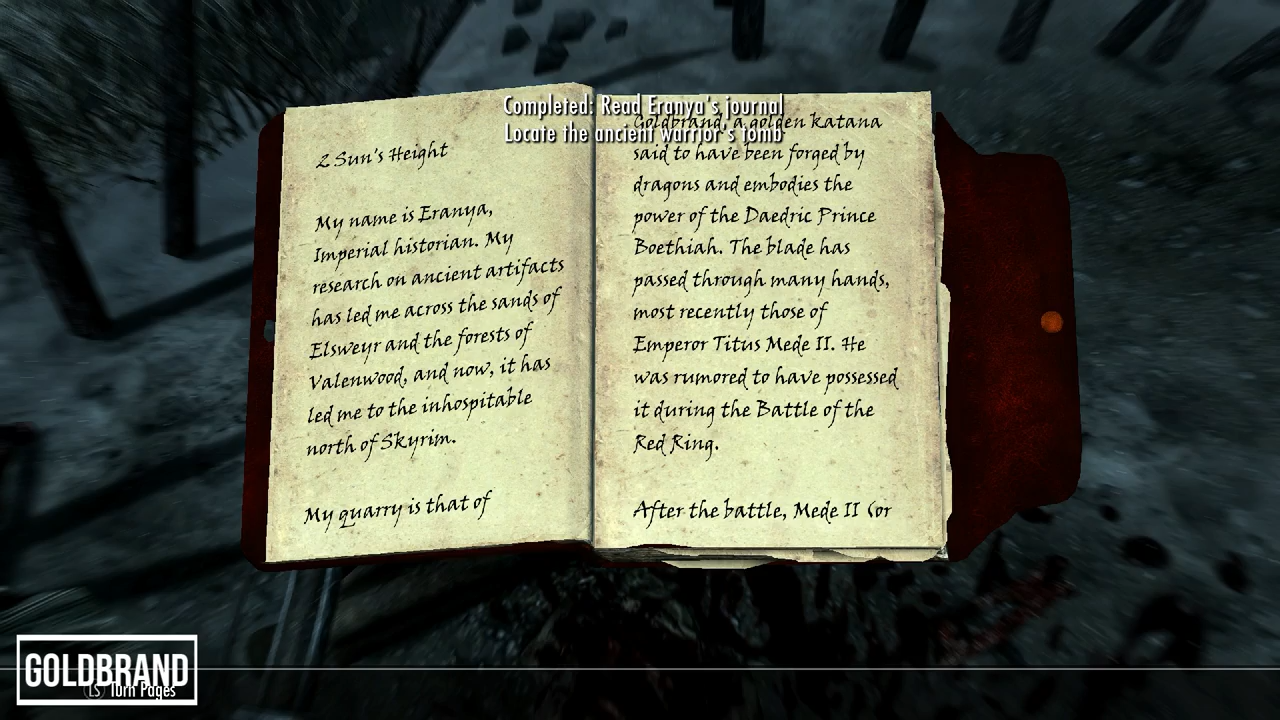 Completed: Read Eranya's journal
Locate the ancient warrior's tomb
2 Sun's Height
My name is Eranya,
Imperial historian. My
research on ancient artifacts
has led me across the sands of
Elsweyr and the forests of
Valenwood, and now, it has
led me to the inhospitable
north of Skyrim.
My quarry is that of
Goldbrand, a golden katana
said to have been forged by
dragons and embodies the
power of the Daedric Prince
Boethiah. The blade has
passed through many hands,
most recently those of
Emperor Titus Mede II. He
was rumored to have possessed
it during the Battle of the
Red Ring.
After the battle, Mede II (or
GOLDBRAND
LS Turn Pages